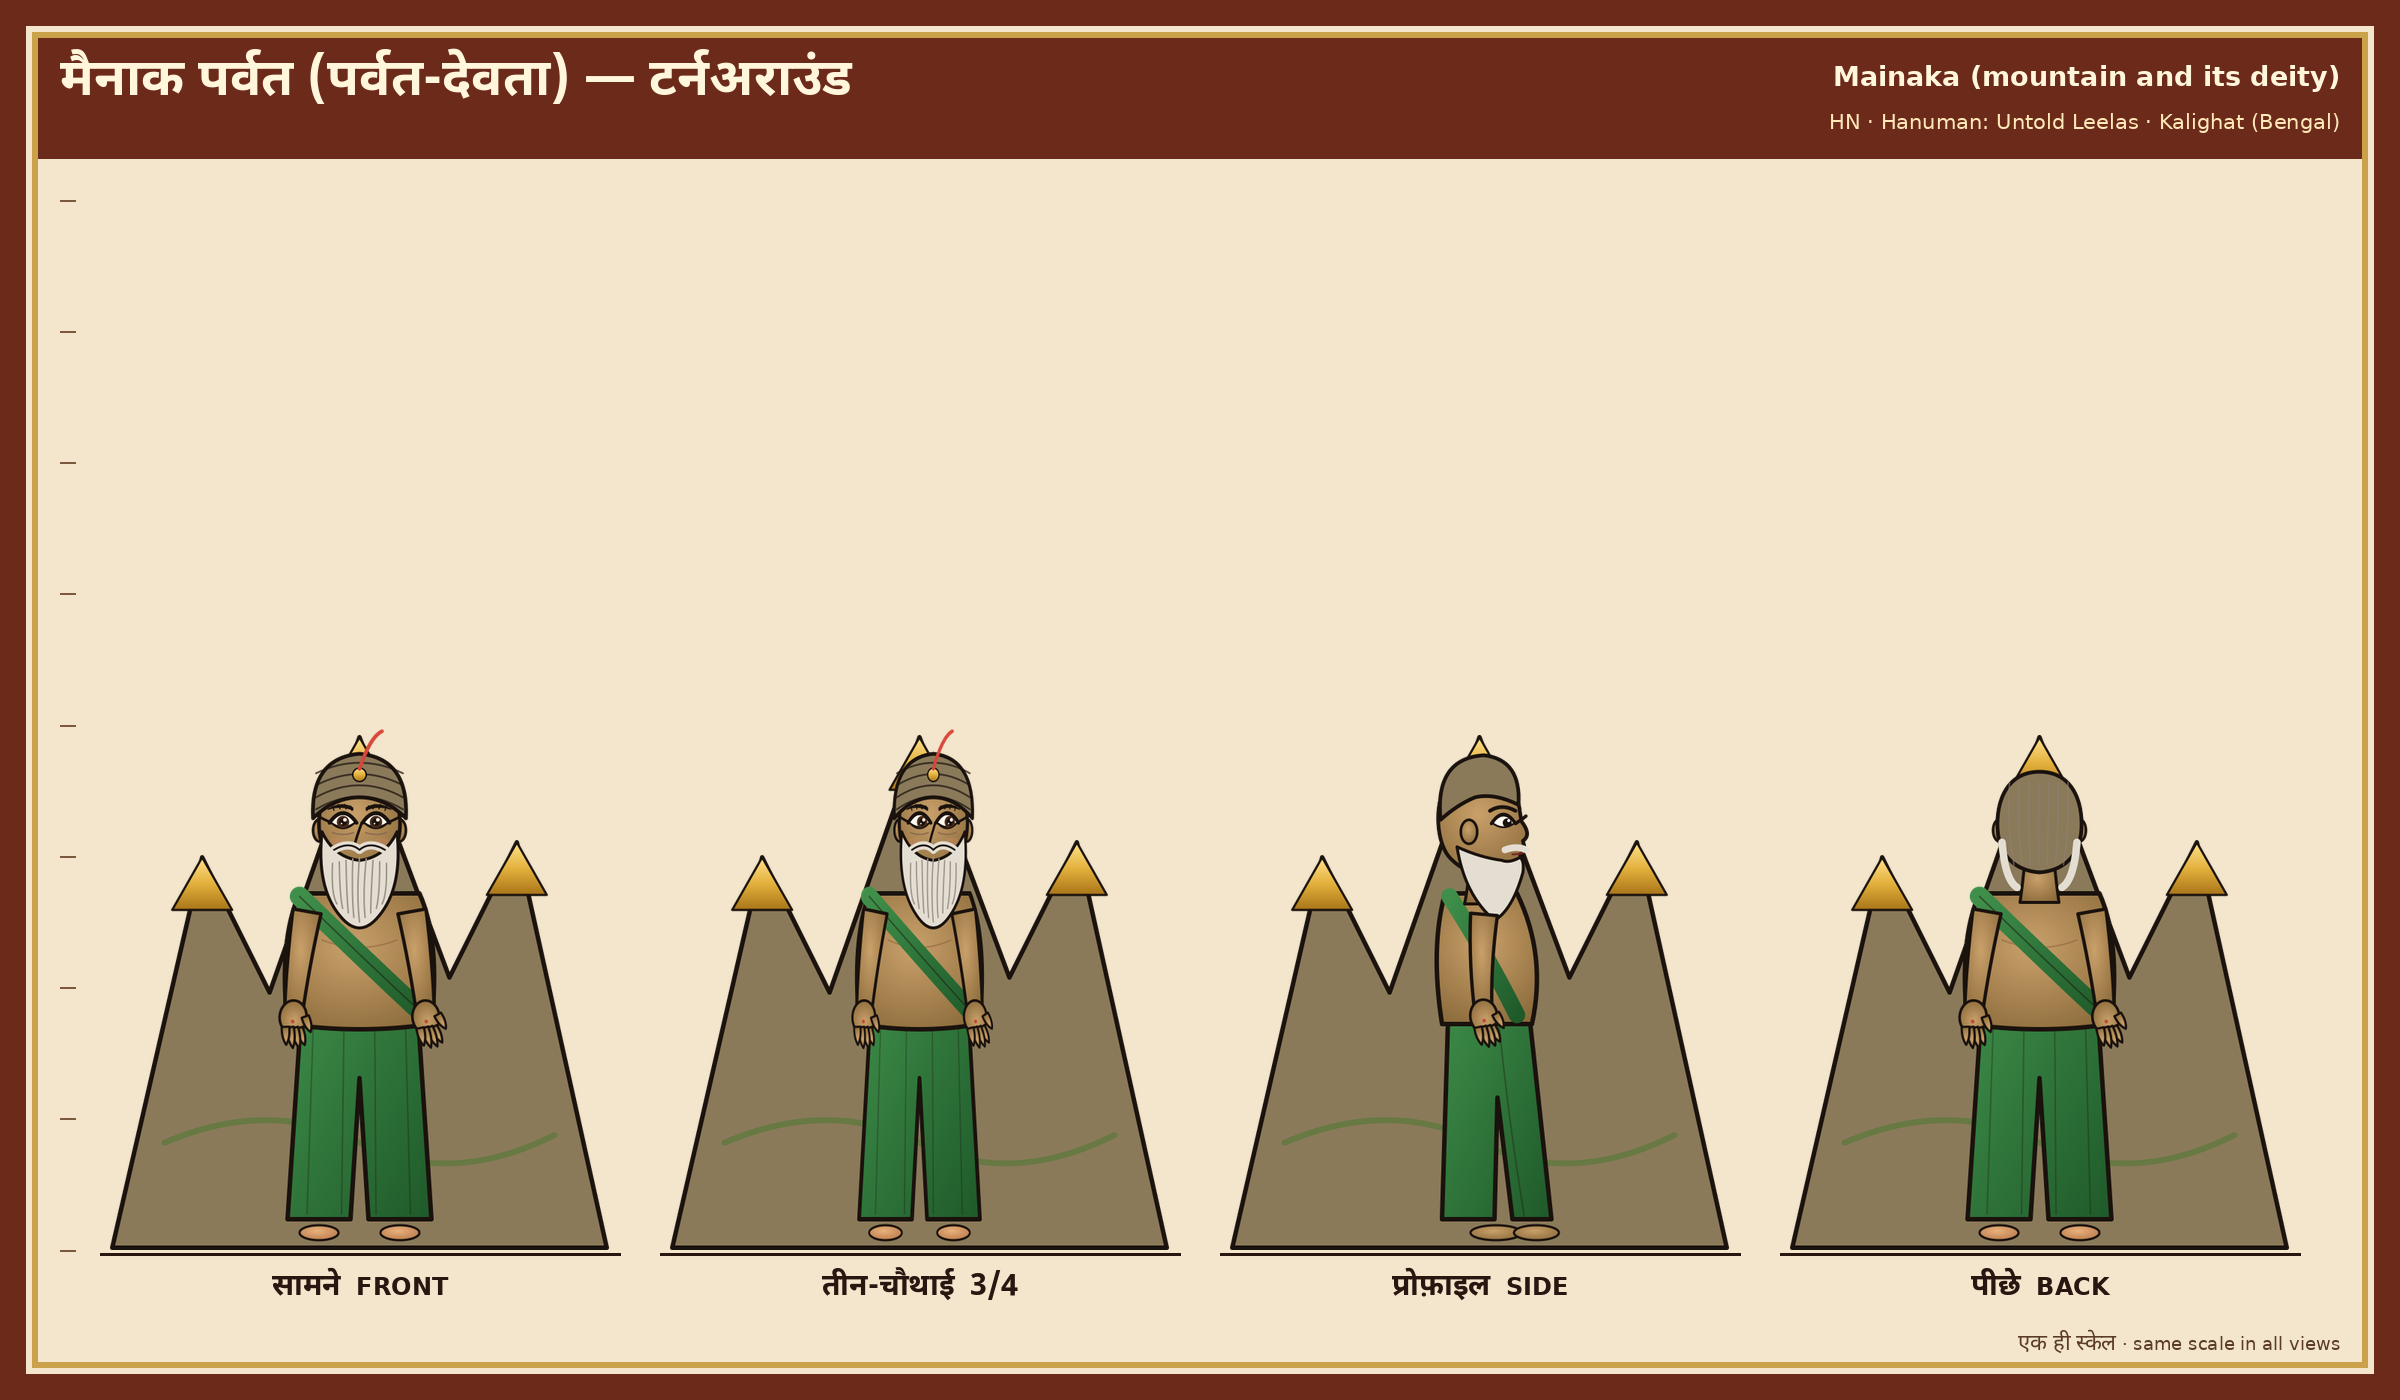 मैनाक पर्वत (पर्वत-देवता) — टर्नअराउंड
Mainaka (mountain and its deity)
HN · Hanuman: Untold Leelas · Kalighat (Bengal)
सामने FRONT
तीन-चौथाई 3/4
प्रोफ़ाइल SIDE
पीछे BACK
एक ही स्केल · same scale in all views